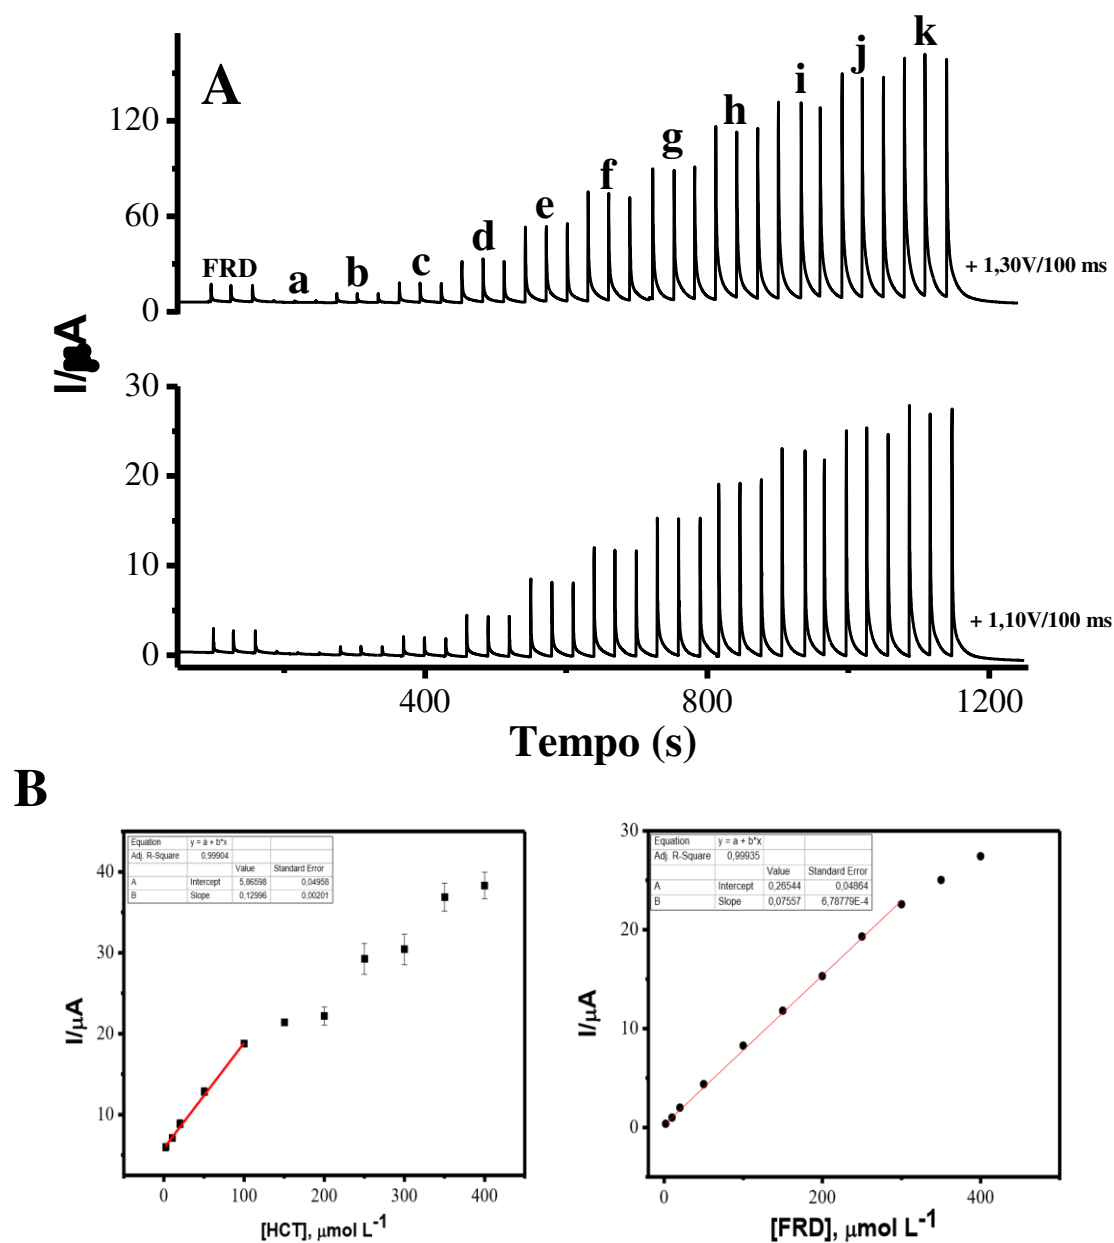 A
k
j
i
h
g
f
e
d
c
b
a
FRD
120
60
0
+ 1,30V/100 ms
I/μA
30
20
10
0
+ 1,10V/100 ms
400
800
1200
Tempo (s)
B
Equation y = a + b*x
Adj. R-Square 0,99904
Value Standard Error
A Intercept 5,86598 0,04958
B Slope 0,12996 0,00201
40
30
20
10
I/μA
0 100 200 300 400
[HCT], μmol L-1
Equation y = a + b*x
Adj. R-Square 0,99935
Value Standard Error
A Intercept 0,26544 0,04864
B Slope 0,07557 6,78779E-4
30
20
10
0
I/μA
0 200 400
[FRD], μmol L-1